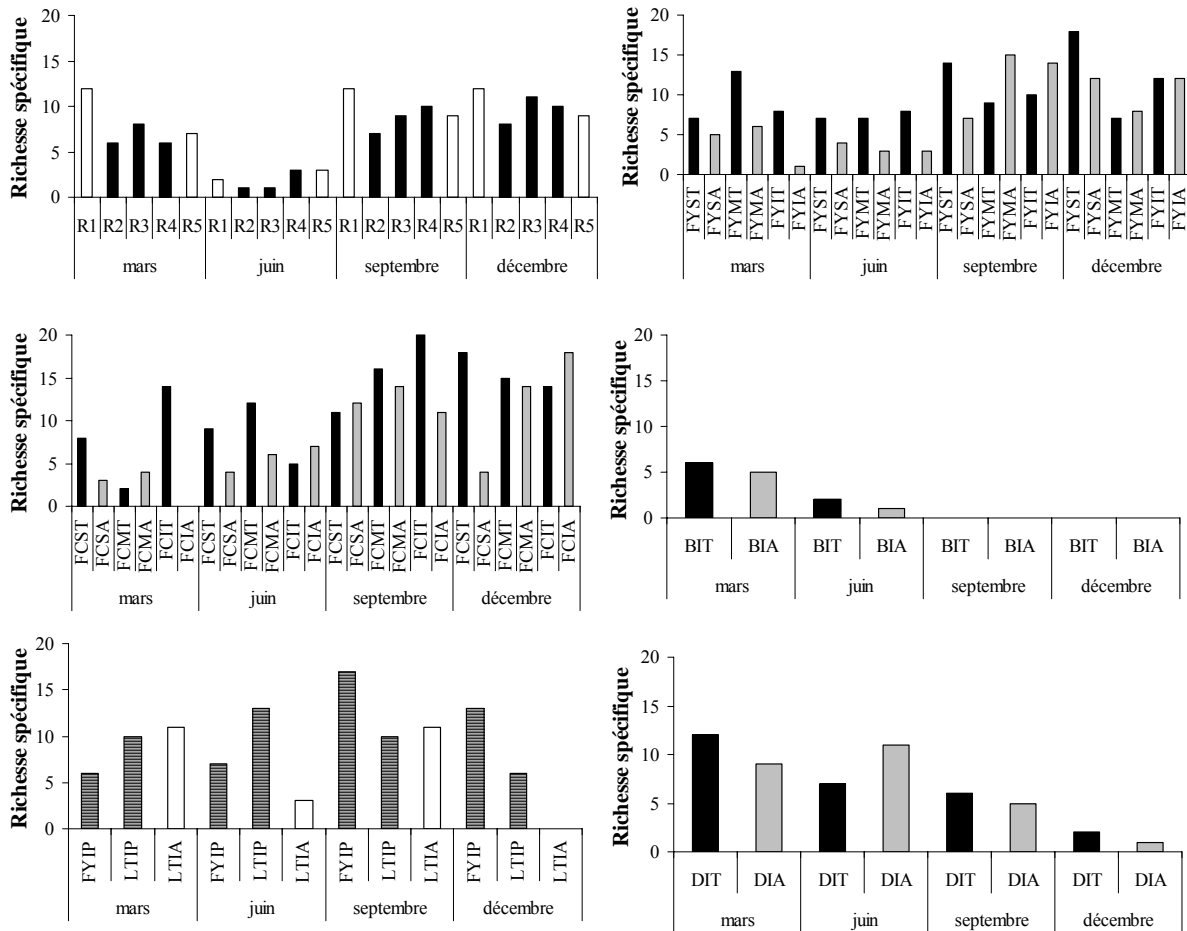 Richesse spécifique
20
15
10
5
0
R1 R2 R3 R4 R5 R1 R2 R3 R4 R5 R1 R2 R3 R4 R5 R1 R2 R3 R4 R5
mars juin septembre décembre
Richesse spécifique
20
15
10
5
0
FYST FYSA FYMT FYMA FYIT FYIA FYST FYSA FYMT FYMA FYIT FYIA FYST FYSA FYMT FYMA FYIT FYIA FYST FYSA FYMT FYMA FYIT FYIA
mars juin septembre décembre
Richesse spécifique
20
15
10
5
0
FCST FCSA FCMT FCMA FCIT FCIA FCST FCSA FCMT FCMA FCIT FCIA FCST FCSA FCMT FCMA FCIT FCIA FCST FCSA FCMT FCMA FCIT FCIA
mars juin septembre décembre
Richesse spécifique
20
15
10
5
0
BIT BIA BIT BIA BIT BIA BIT BIA
mars juin septembre décembre
Richesse spécifique
20
15
10
5
0
FYIP LTIP LTIA FYIP LTIP LTIA FYIP LTIP LTIA FYIP LTIP LTIA
mars juin septembre décembre
Richesse spécifique
20
15
10
5
0
DIT DIA DIT DIA DIT DIA DIT DIA
mars juin septembre décembre